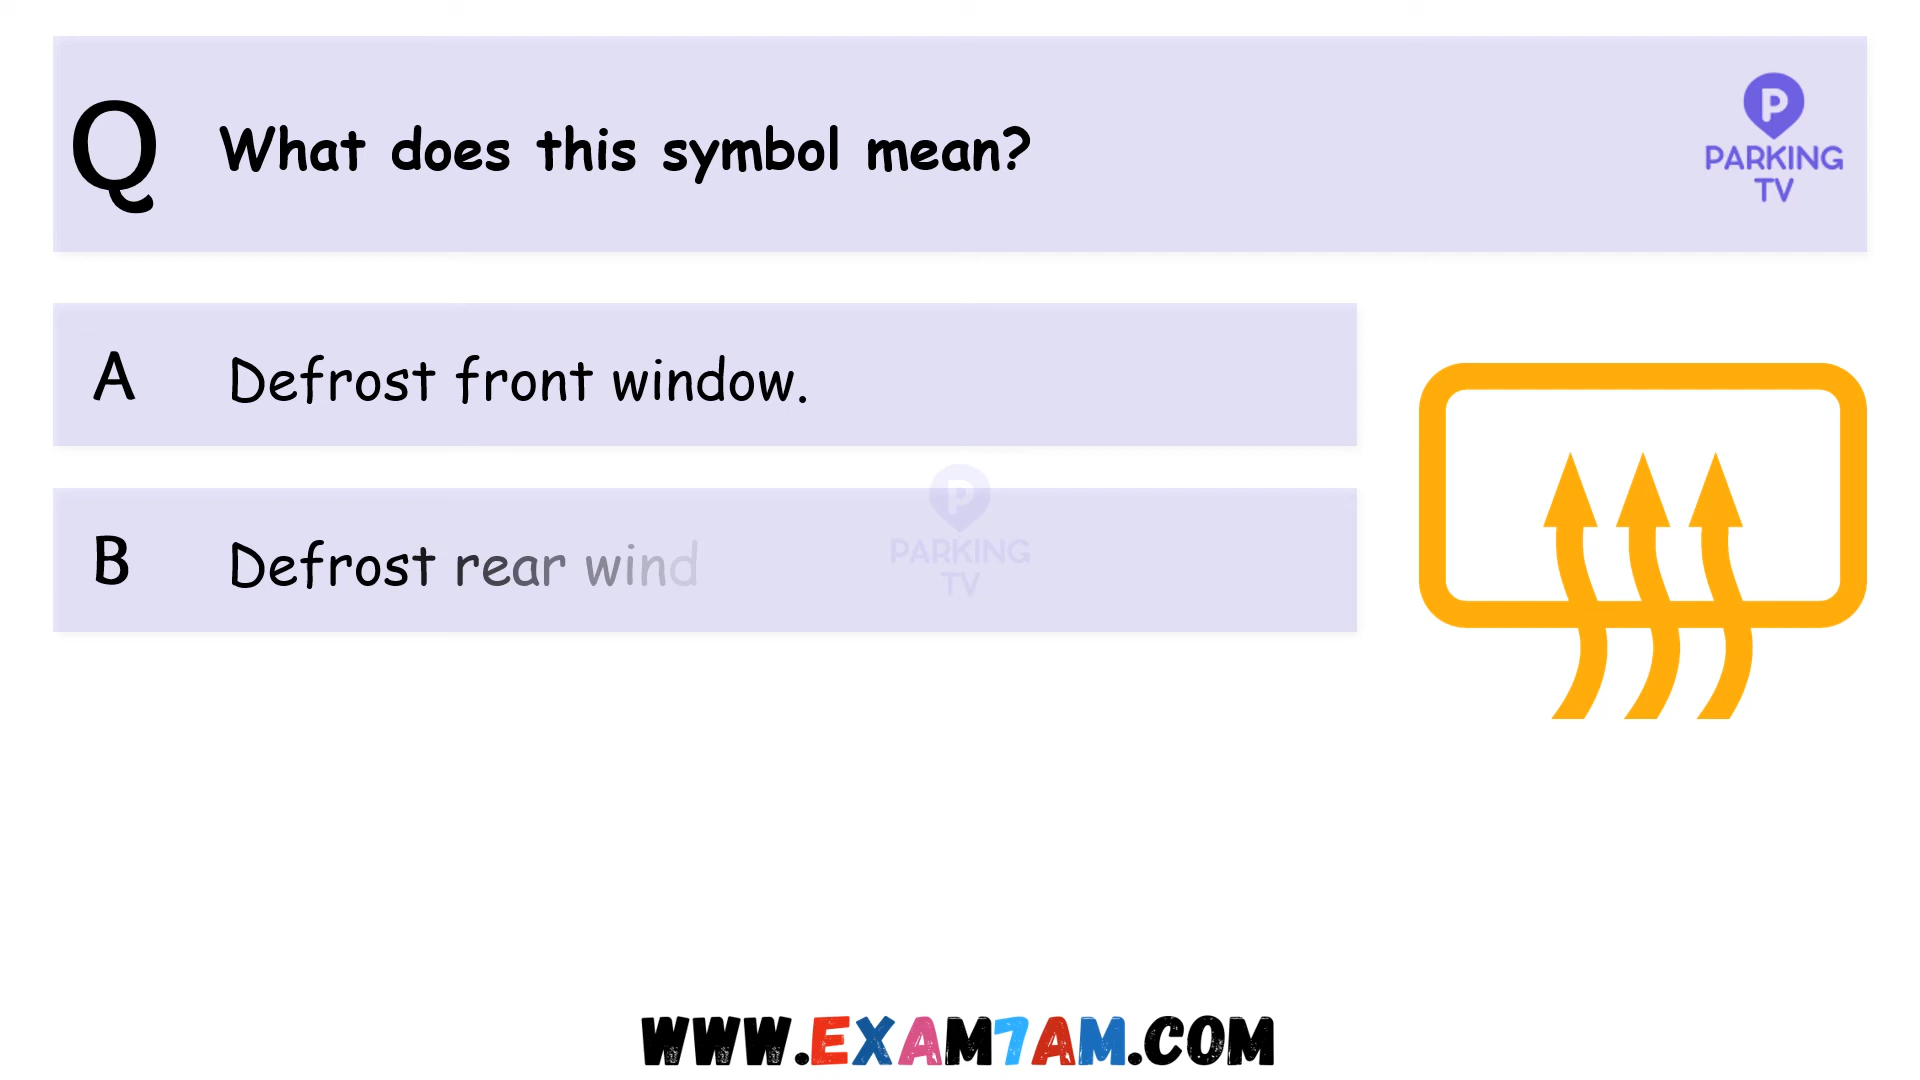 Q What does this symbol mean?
P
PARKING
TV
A Defrost front window.
B Defrost rear wind
P
PARKING
TV
WWW.EXAM7AM.COM